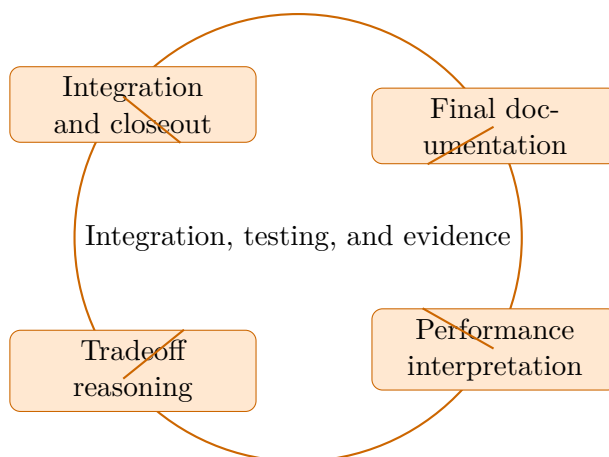 Integration
and closeout
Final doc-
umentation
Integration, testing, and evidence
Tradeoff
reasoning
Performance
interpretation